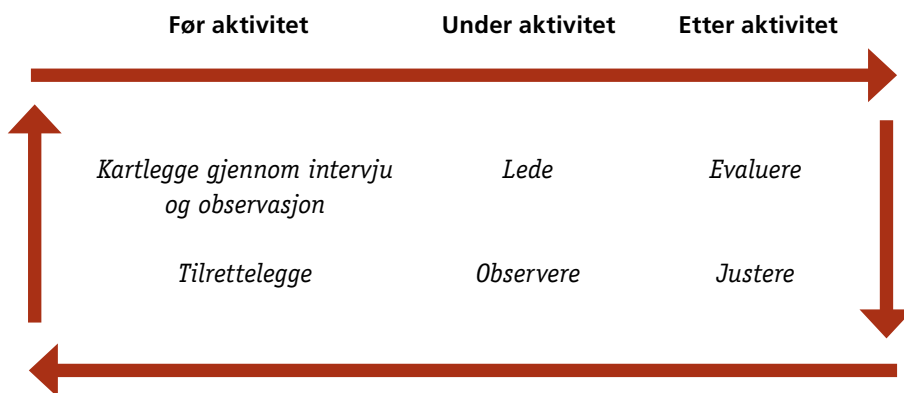 Før aktivitet Under aktivitet Etter aktivitet
Kartlegge gjennom intervju Lede Evaluere
og observasjon
Tilrettelegge Observere Justere